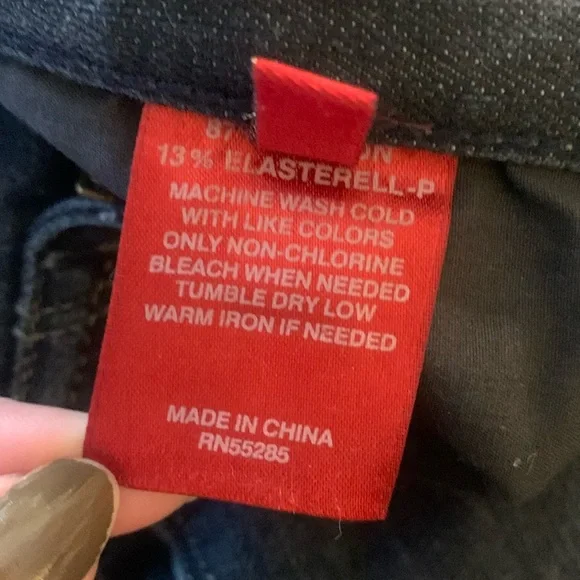 13% ELASTERELL-P
MACHINE WASH COLD
WITH LIKE COLORS
ONLY NON-CHLORINE
BLEACH WHEN NEEDED
TUMBLE DRY LOW
WARM IRON IF NEEDED
MADE IN CHINA
RN55285